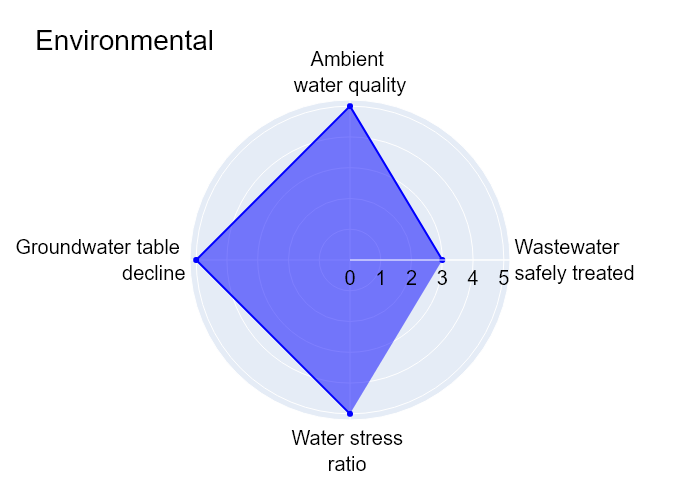 Environmental
Ambient
water quality
Groundwater table
decline
Wastewater
safely treated
0 1 2 3 4 5
Water stress
ratio